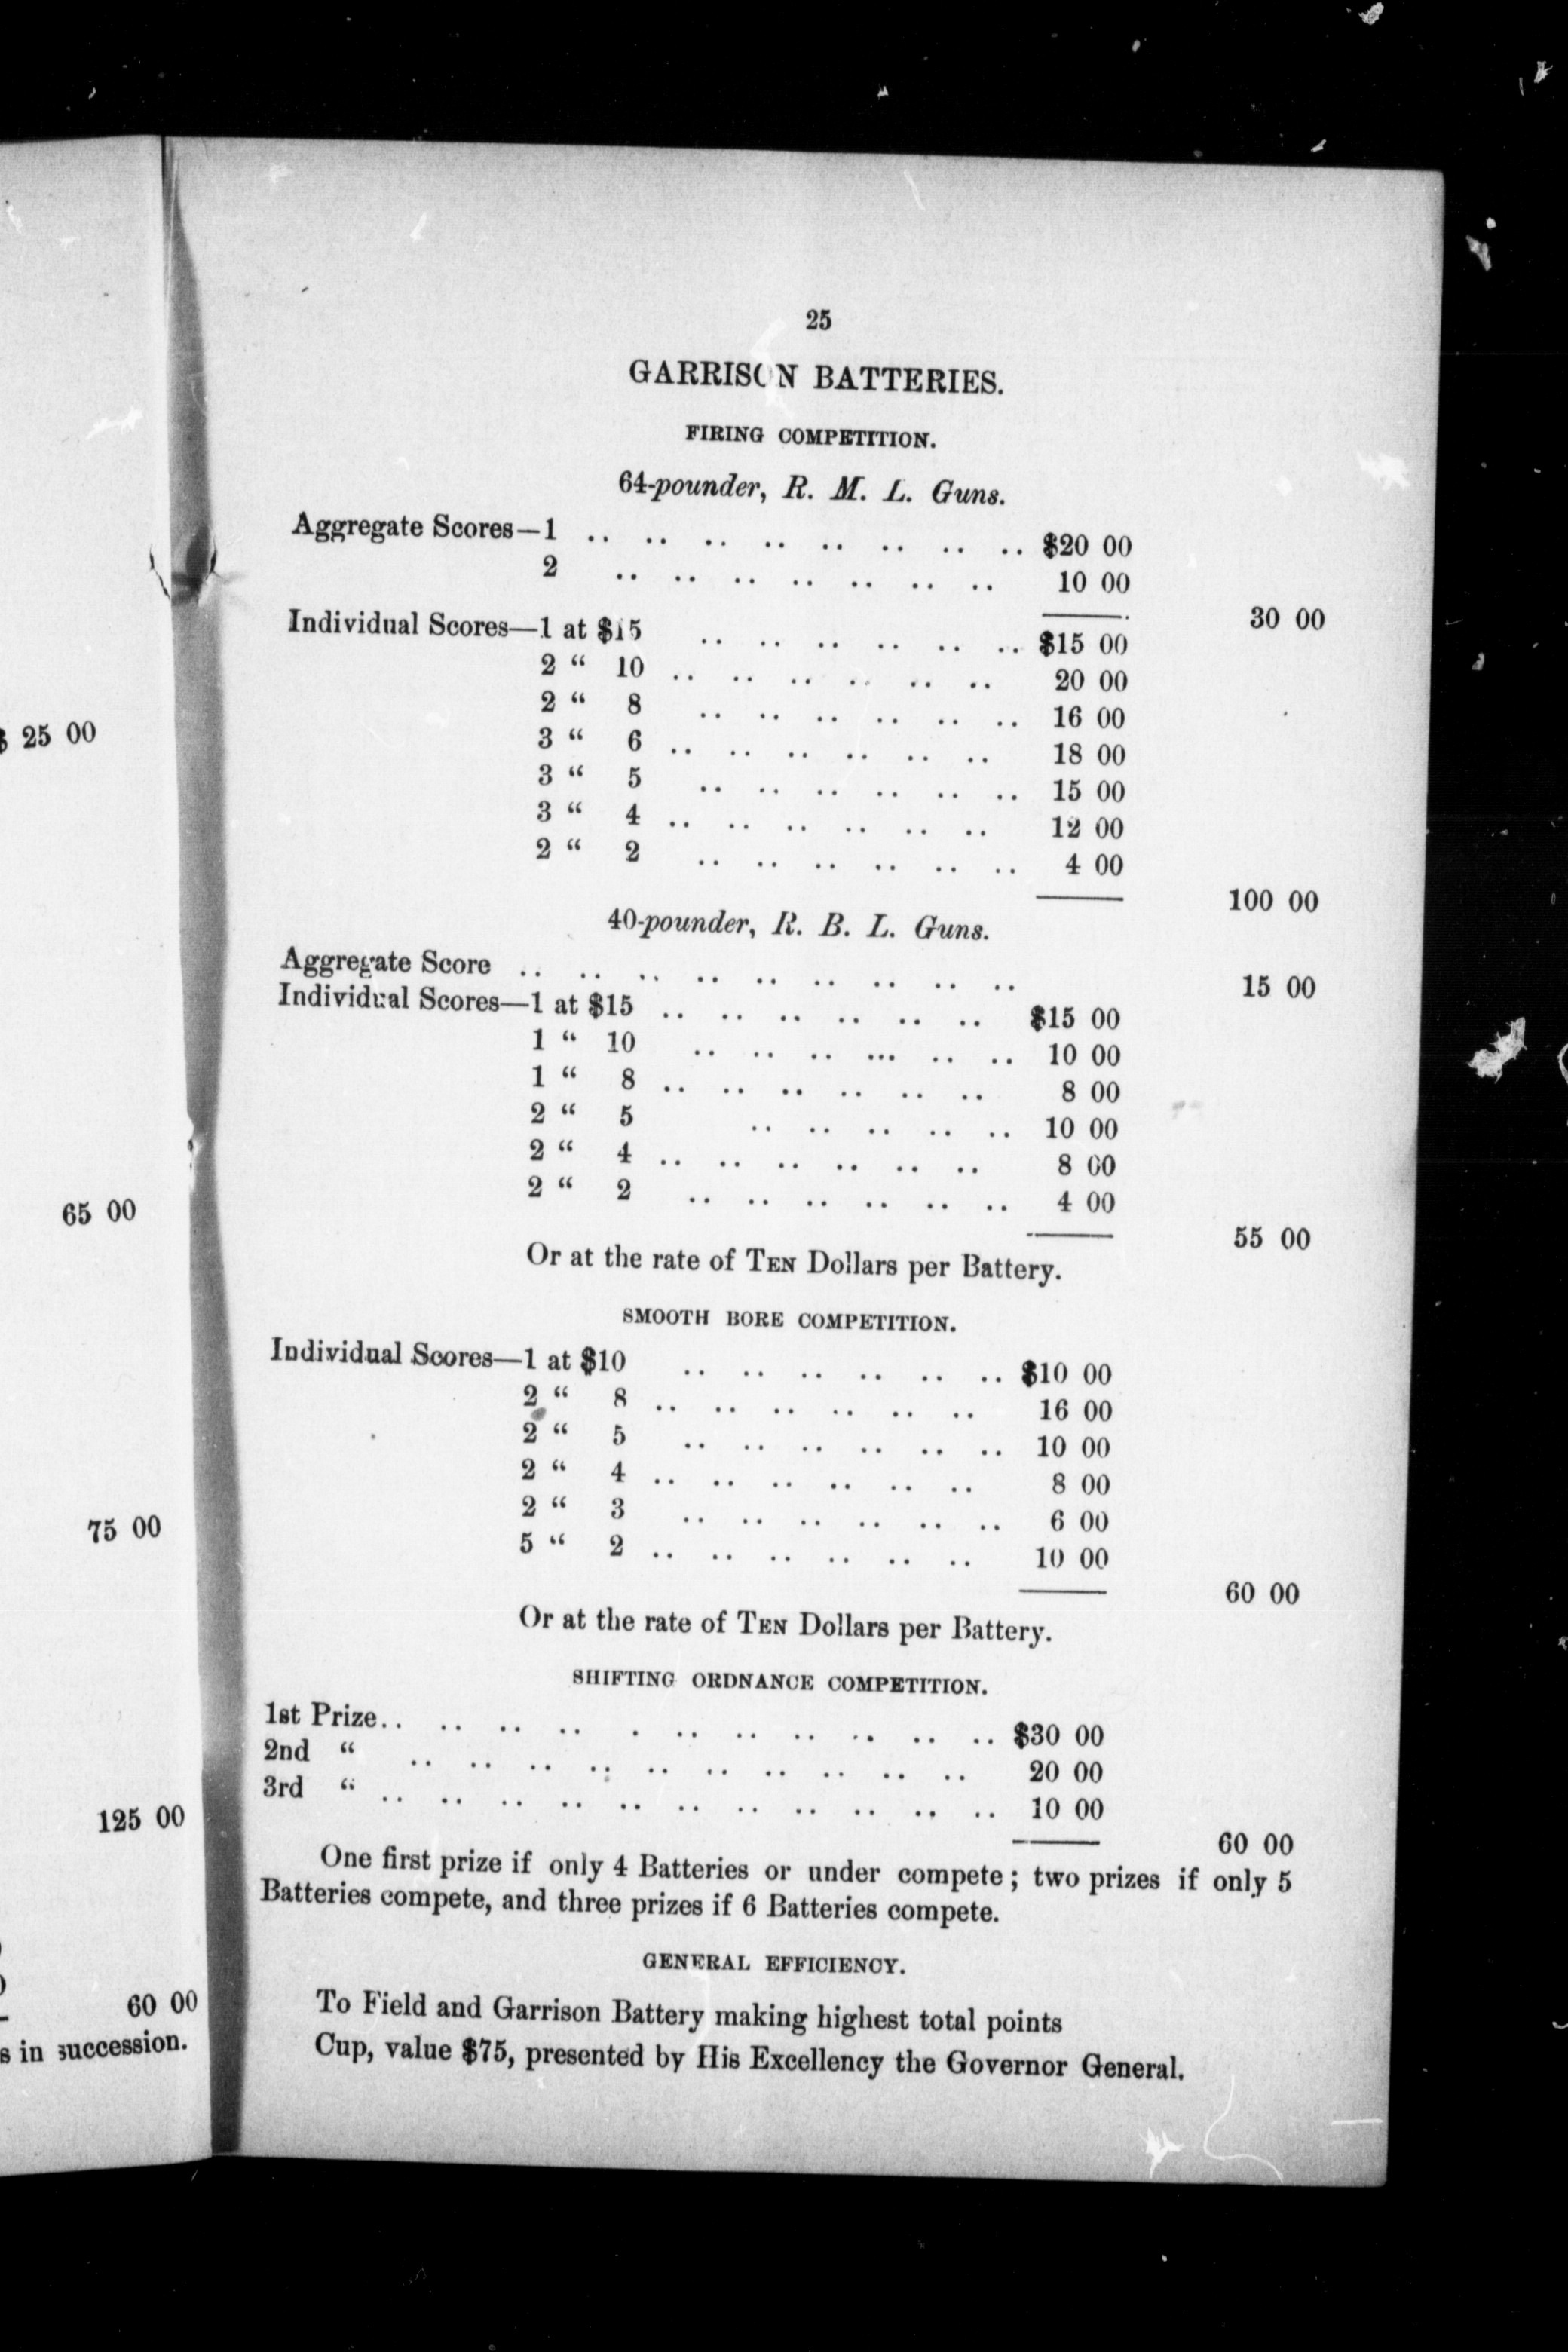 $ 25 00
65 00
75 00
125 00
60 00
s in succession.
25
GARRISON BATTERIES.
FIRING COMPETITION.
64-pounder, R. M. L. Guns.
Aggregate Scores—1 .. .. .. .. .. .. .. .. $20 00
2 .. .. .. .. .. .. .. 10 00
30 00
Individual Scores—1 at $15 .. .. .. .. .. .. $15 00
2 “ 10 .. .. .. .. .. .. 20 00
2 “ 8 .. .. .. .. .. .. 16 00
3 “ 6 .. .. .. .. .. .. 18 00
3 “ 5 .. .. .. .. .. .. 15 00
3 “ 4 .. .. .. .. .. .. 12 00
2 “ 2 .. .. .. .. .. .. 4 00
100 00
40-pounder, R. B. L. Guns.
Aggregate Score .. .. .. .. .. .. .. .. .. 15 00
Individual Scores—1 at $15 .. .. .. .. .. .. $15 00
1 “ 10 .. .. .. ... .. .. 10 00
1 “ 8 .. .. .. .. .. .. 8 00
2 “ 5 .. .. .. .. .. 10 00
2 “ 4 .. .. .. .. .. .. 8 00
2 “ 2 .. .. .. .. .. .. 4 00
55 00
Or at the rate of TEN Dollars per Battery.
SMOOTH BORE COMPETITION.
Individual Scores—1 at $10 .. .. .. .. .. .. $10 00
2 “ 8 .. .. .. .. .. .. 16 00
2 “ 5 .. .. .. .. .. .. 10 00
2 “ 4 .. .. .. .. .. .. 8 00
2 “ 3 .. .. .. .. .. .. 6 00
5 “ 2 .. .. .. .. .. .. 10 00
60 00
Or at the rate of TEN Dollars per Battery.
SHIFTING ORDNANCE COMPETITION.
1st Prize.. .. .. .. . .. .. .. .. .. .. $30 00
2nd “ .. .. .. .. .. .. .. .. .. .. 20 00
3rd “ .. .. .. .. .. .. .. .. .. .. .. 10 00
60 00
One first prize if only 4 Batteries or under compete; two prizes if only 5
Batteries compete, and three prizes if 6 Batteries compete.
GENERAL EFFICIENCY.
To Field and Garrison Battery making highest total points
Cup, value $75, presented by His Excellency the Governor General.